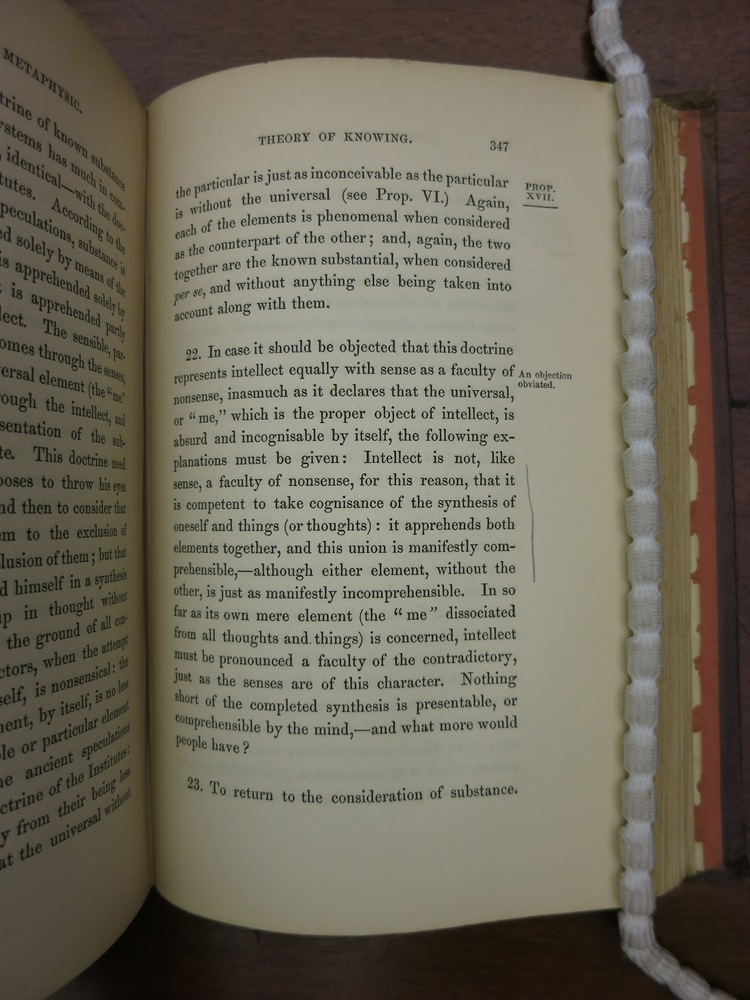 METAPHYSIC.
trine of known substance
ystems has much in com-
, identical—with the doc-
tutes. According to the
peculations, substance is
ed solely by means of the
is apprehended solely by
t is apprehended partly
lect. The sensible, par-
omes through the senses,
versal element (the "me"
rough the intellect, and
esentation of the sub-
te. This doctrine need
poses to throw his eyes
nd then to consider that
em to the exclusion of
lusion of them; but that
d himself in a synthesis
up in thought without
the ground of all con-
ctors, when the attempt
self, is nonsensical: the
ment, by itself, is no less
ble or particular element
he ancient speculations
octrine of the Institutes:
y from their being less
at the universal without
THEORY OF KNOWING. 347
the particular is just as inconceivable as the particular
is without the universal (see Prop. VI.) Again,
each of the elements is phenomenal when considered
as the counterpart of the other; and, again, the two
together are the known substantial, when considered
per se, and without anything else being taken into
account along with them.
PROP.
XVII.
22. In case it should be objected that this doctrine
represents intellect equally with sense as a faculty of
nonsense, inasmuch as it declares that the universal,
or "me," which is the proper object of intellect, is
absurd and incognisable by itself, the following ex-
planations must be given: Intellect is not, like
sense, a faculty of nonsense, for this reason, that it
is competent to take cognisance of the synthesis of
oneself and things (or thoughts): it apprehends both
elements together, and this union is manifestly com-
prehensible,—although either element, without the
other, is just as manifestly incomprehensible. In so
far as its own mere element (the "me" dissociated
from all thoughts and things) is concerned, intellect
must be pronounced a faculty of the contradictory,
just as the senses are of this character. Nothing
short of the completed synthesis is presentable, or
comprehensible by the mind,—and what more would
people have?
An objection
obviated.
23. To return to the consideration of substance.